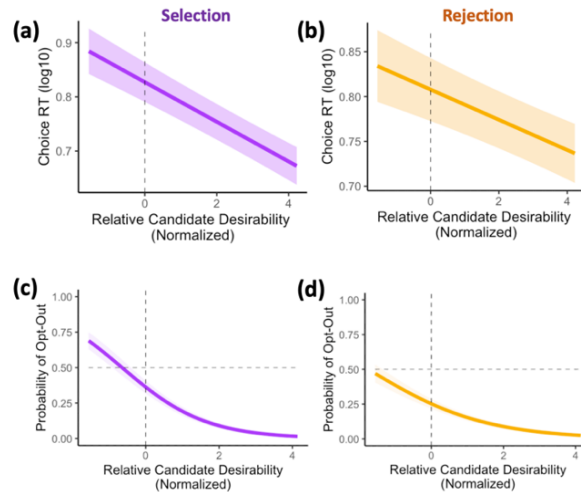 Selection
Rejection
(a)
Choice RT (log10)
0.9
0.8
0.7
0
2
4
Relative Candidate Desirability
(Normalized)
(b)
Choice RT (log10)
0.85
0.80
0.75
0.70
0
2
4
Relative Candidate Desirability
(Normalized)
(c)
Probability of Opt-Out
1.00
0.75
0.50
0.25
0.00
0
2
4
Relative Candidate Desirability
(Normalized)
(d)
Probability of Opt-Out
1.00
0.75
0.50
0.25
0.00
0
2
4
Relative Candidate Desirability
(Normalized)